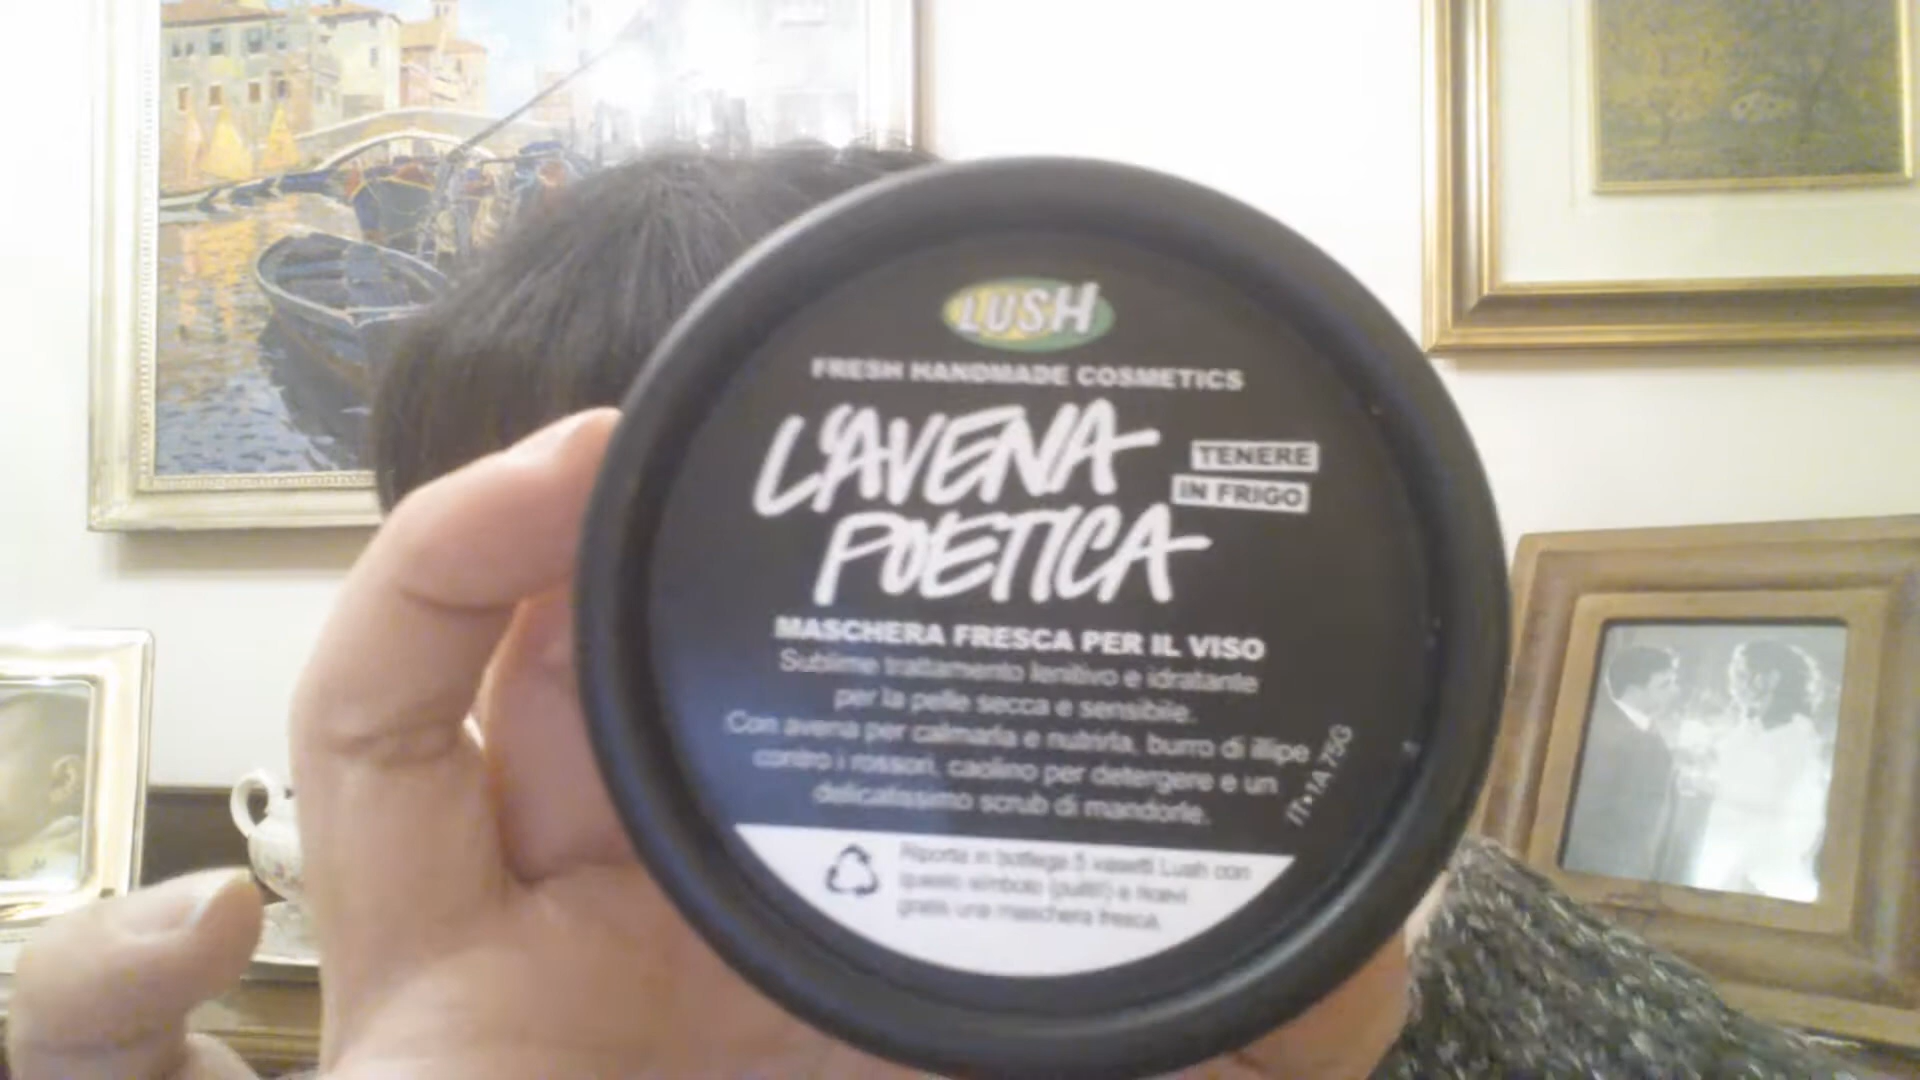 LUSH
FRESH HANDMADE COSMETICS
L'AVENA
POETICA
TENERE
IN FRIGO
MASCHERA FRESCA PER IL VISO
Sublime trattamento lenitivo e idratante
per la pelle secca e sensibile.
Con avena per calmarla e nutrirla, burro di illipe
contro i rossori, caolino per detergere e un
delicatissimo scrub di mandorle.
IT•1A 75G
Riporta in bottega 5 vasetti Lush con
questo simbolo (puliti!) e ricevi
gratis una maschera fresca.